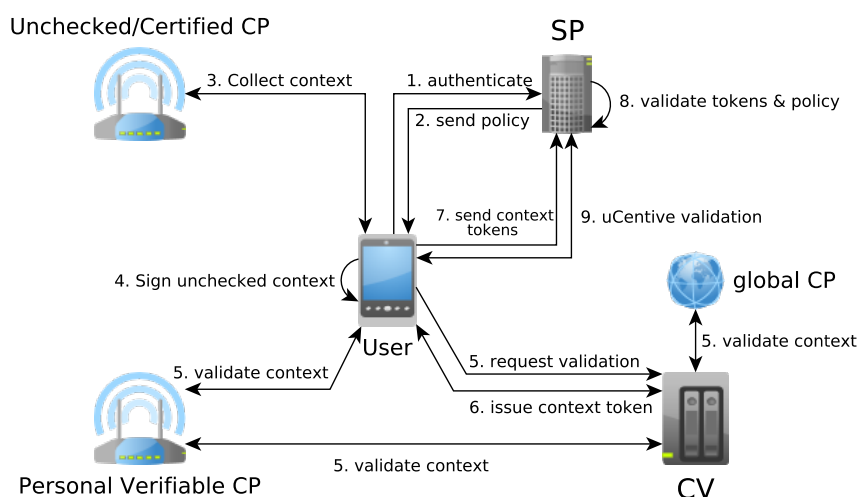 Unchecked/Certified CP
SP
3. Collect context
1. authenticate
2. send policy
8. validate tokens & policy
7. send context
tokens
9. uCentive validation
4. Sign unchecked context
global CP
User
5. validate context
5. validate context
5. request validation
6. issue context token
5. validate context
Personal Verifiable CP
CV